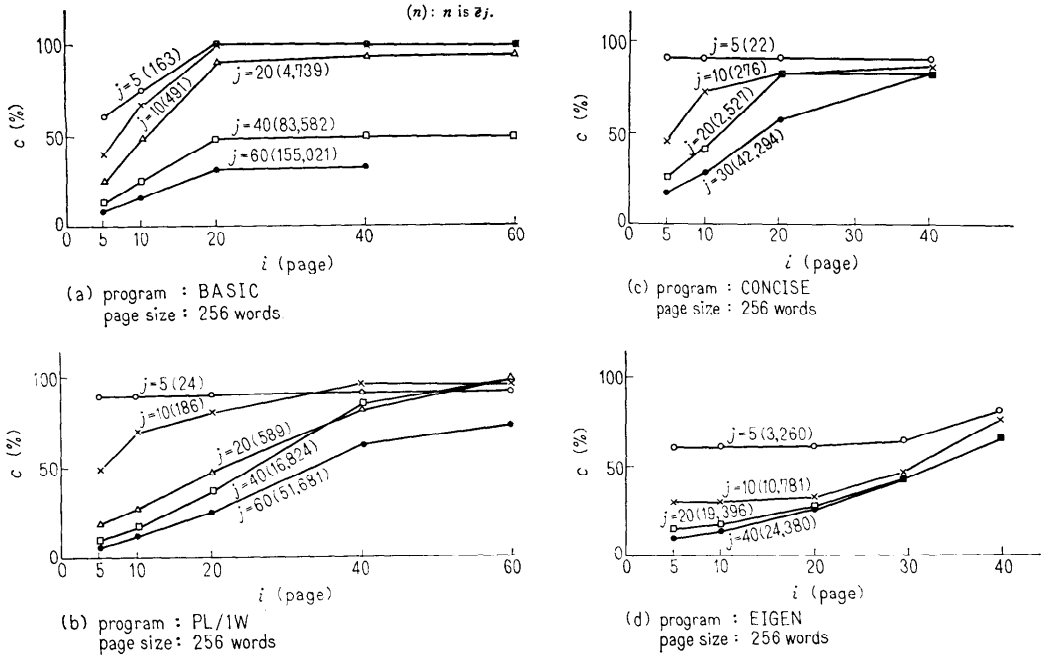 (n): n is ēj.
100
50
0
c (%)
j=5(163)
j=10(491)
j=20(4,739)
j=40(83,582)
j=60(155,021)
0 5 10 20 40 60
i (page)
(a) program : BASIC
page size : 256 words
100
50
0
c (%)
j=5(22)
j=10(276)
j=20(2,527)
j=30(42,294)
0 5 10 20 30 40
i (page)
(c) program : CONCISE
page size : 256 words
100
50
0
c (%)
j=5(24)
j=10(186)
j=20(589)
j=40(16,824)
j=60(51,681)
0 5 10 20 40 60
i (page)
(b) program : PL/1W
page size : 256 words
100
50
0
c (%)
j=5(3,260)
j=10(10,781)
j=20(19,396)
j=40(24,380)
0 5 10 20 30 40
i (page)
(d) program : EIGEN
page size : 256 words